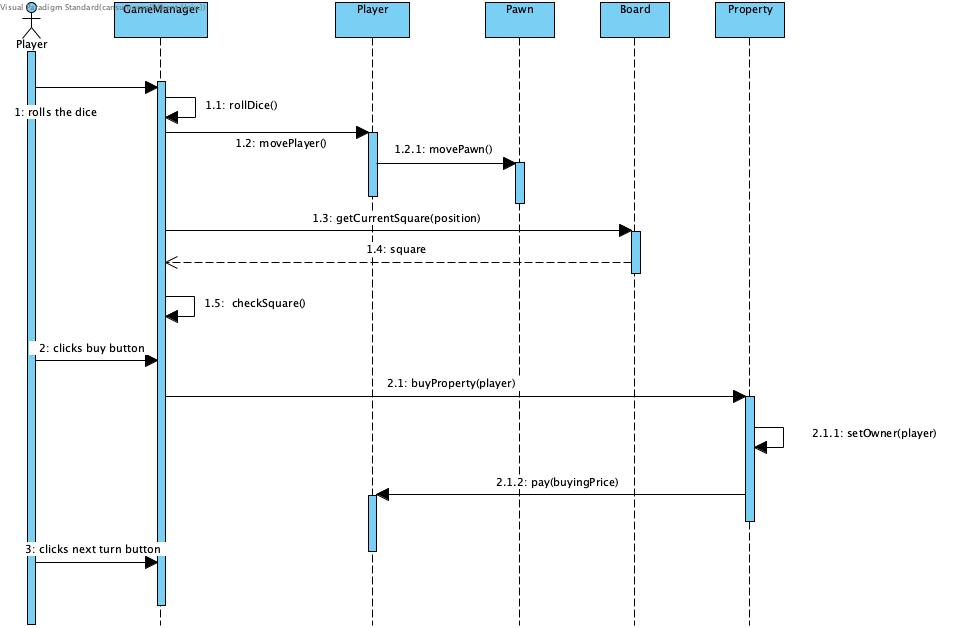 Visual Paradigm Standard
GameManager
Player
Pawn
Board
Property
Player
1: rolls the dice
1.1: rollDice()
1.2: movePlayer()
1.2.1: movePawn()
1.3: getCurrentSquare(position)
1.4: square
1.5: checkSquare()
2: clicks buy button
2.1: buyProperty(player)
2.1.1: setOwner(player)
2.1.2: pay(buyingPrice)
3: clicks next turn button